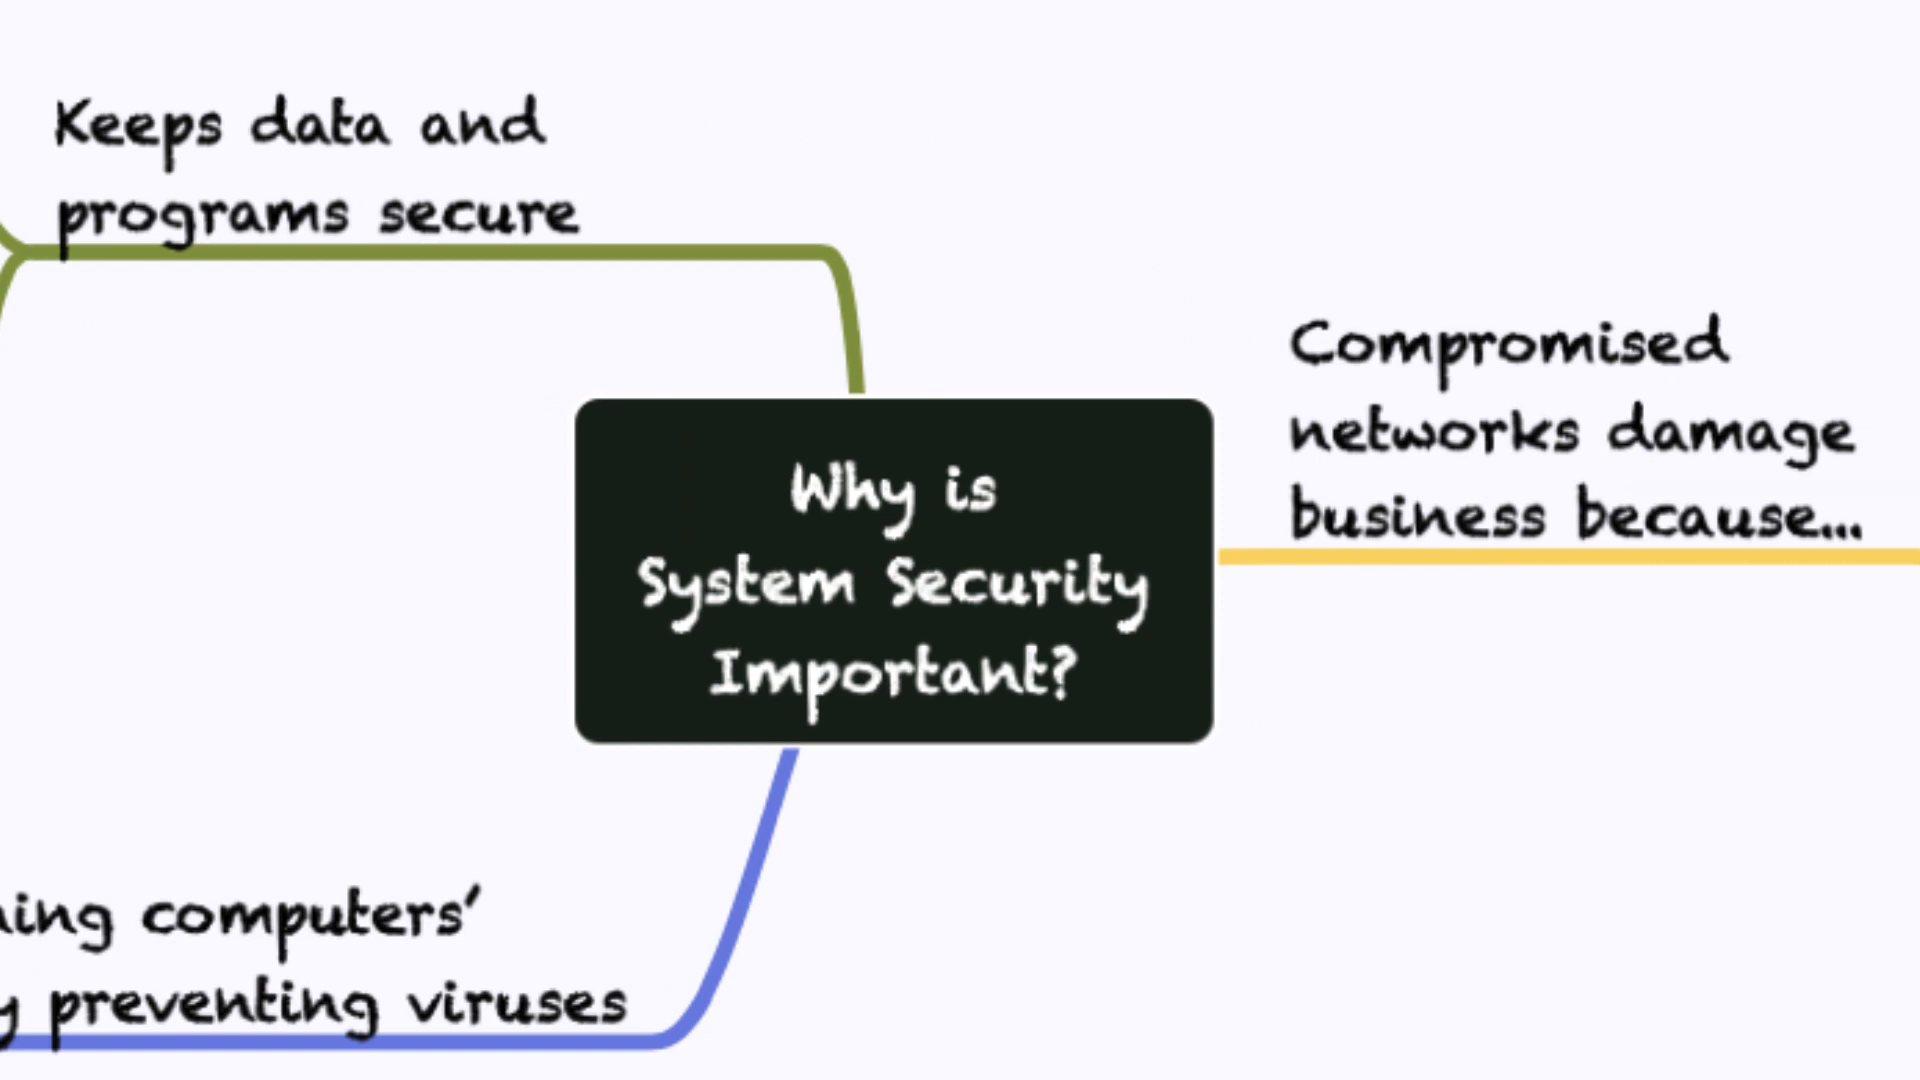 Keeps data and
programs secure
Compromised
networks damage
business because...
Why is
System Security
Important?
computers'
preventing viruses